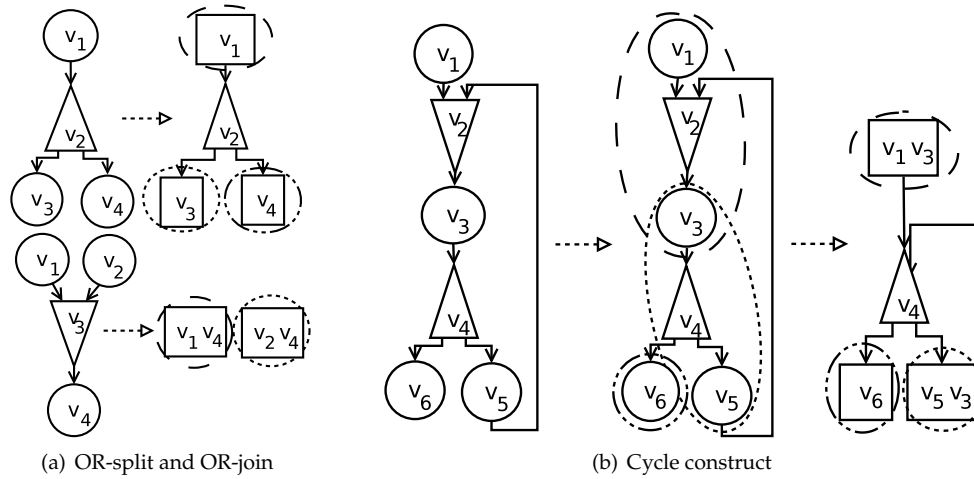 v1
v2
v3
v4
v1
v2
v3
v4
v1
v2
v3
v4
v1 v4
v2 v4
(a) OR-split and OR-join
v1
v2
v3
v4
v6
v5
v1
v2
v3
v4
v6
v5
v1 v3
v4
v6
v5 v3
(b) Cycle construct